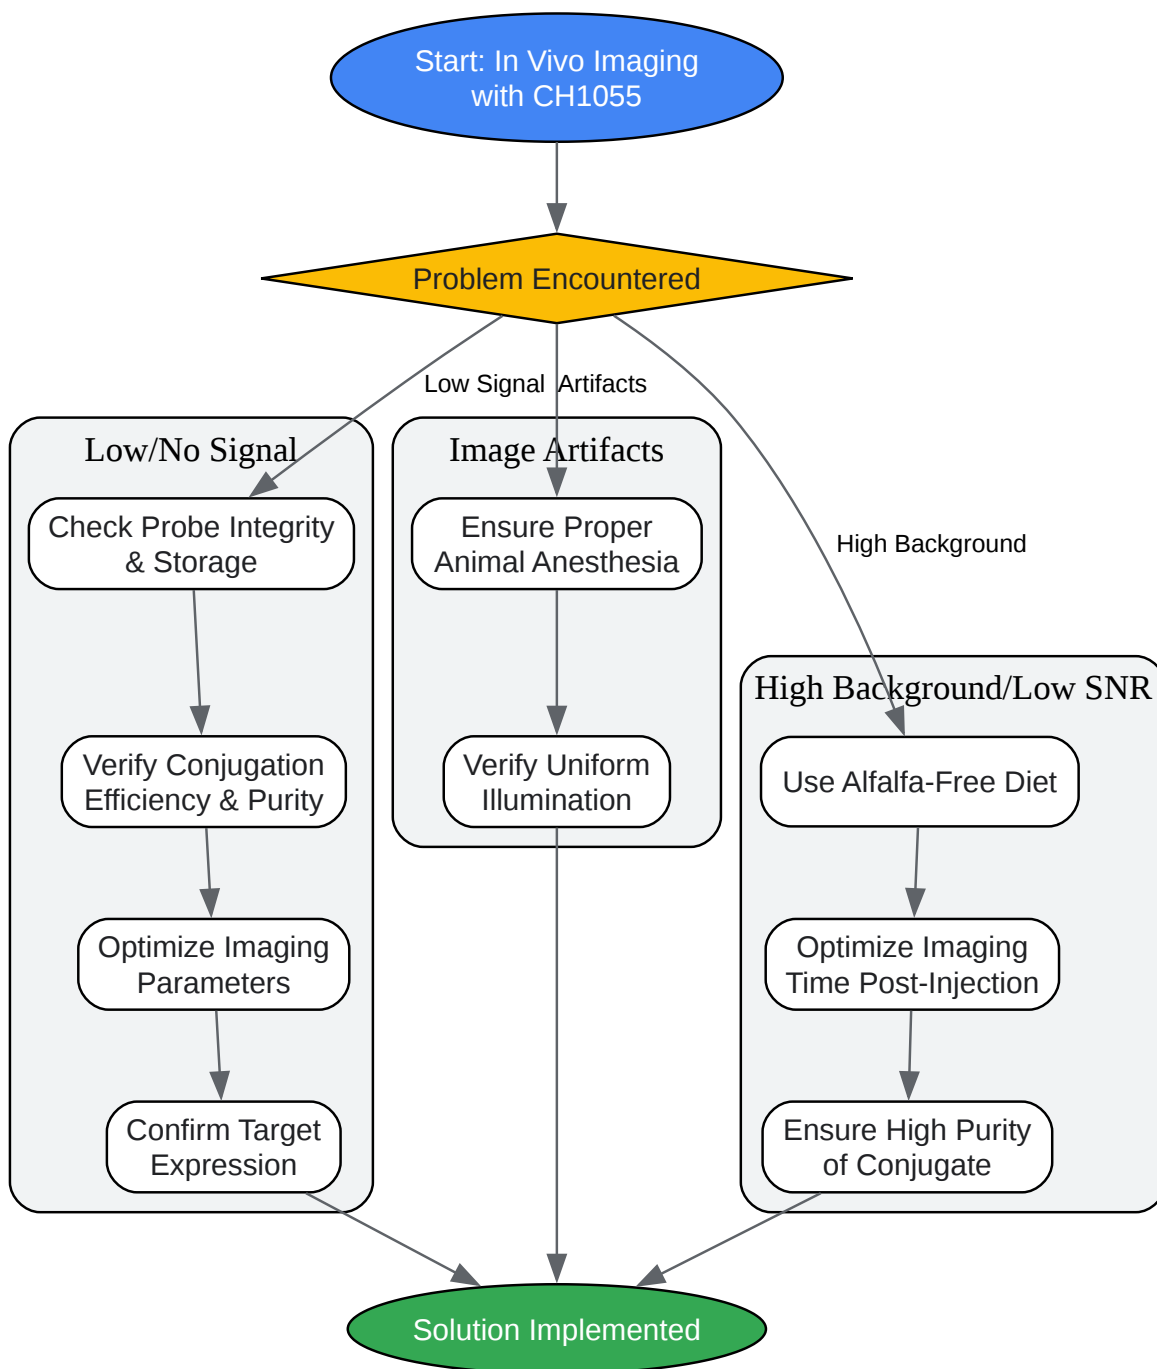 Start: In Vivo Imaging
with CH1055
Problem Encountered
Low Signal
Artifacts
High Background
Low/No Signal
Check Probe Integrity
& Storage
Verify Conjugation
Efficiency & Purity
Optimize Imaging
Parameters
Confirm Target
Expression
Image Artifacts
Ensure Proper
Animal Anesthesia
Verify Uniform
Illumination
High Background/Low SNR
Use Alfalfa-Free Diet
Optimize Imaging
Time Post-Injection
Ensure High Purity
of Conjugate
Solution Implemented